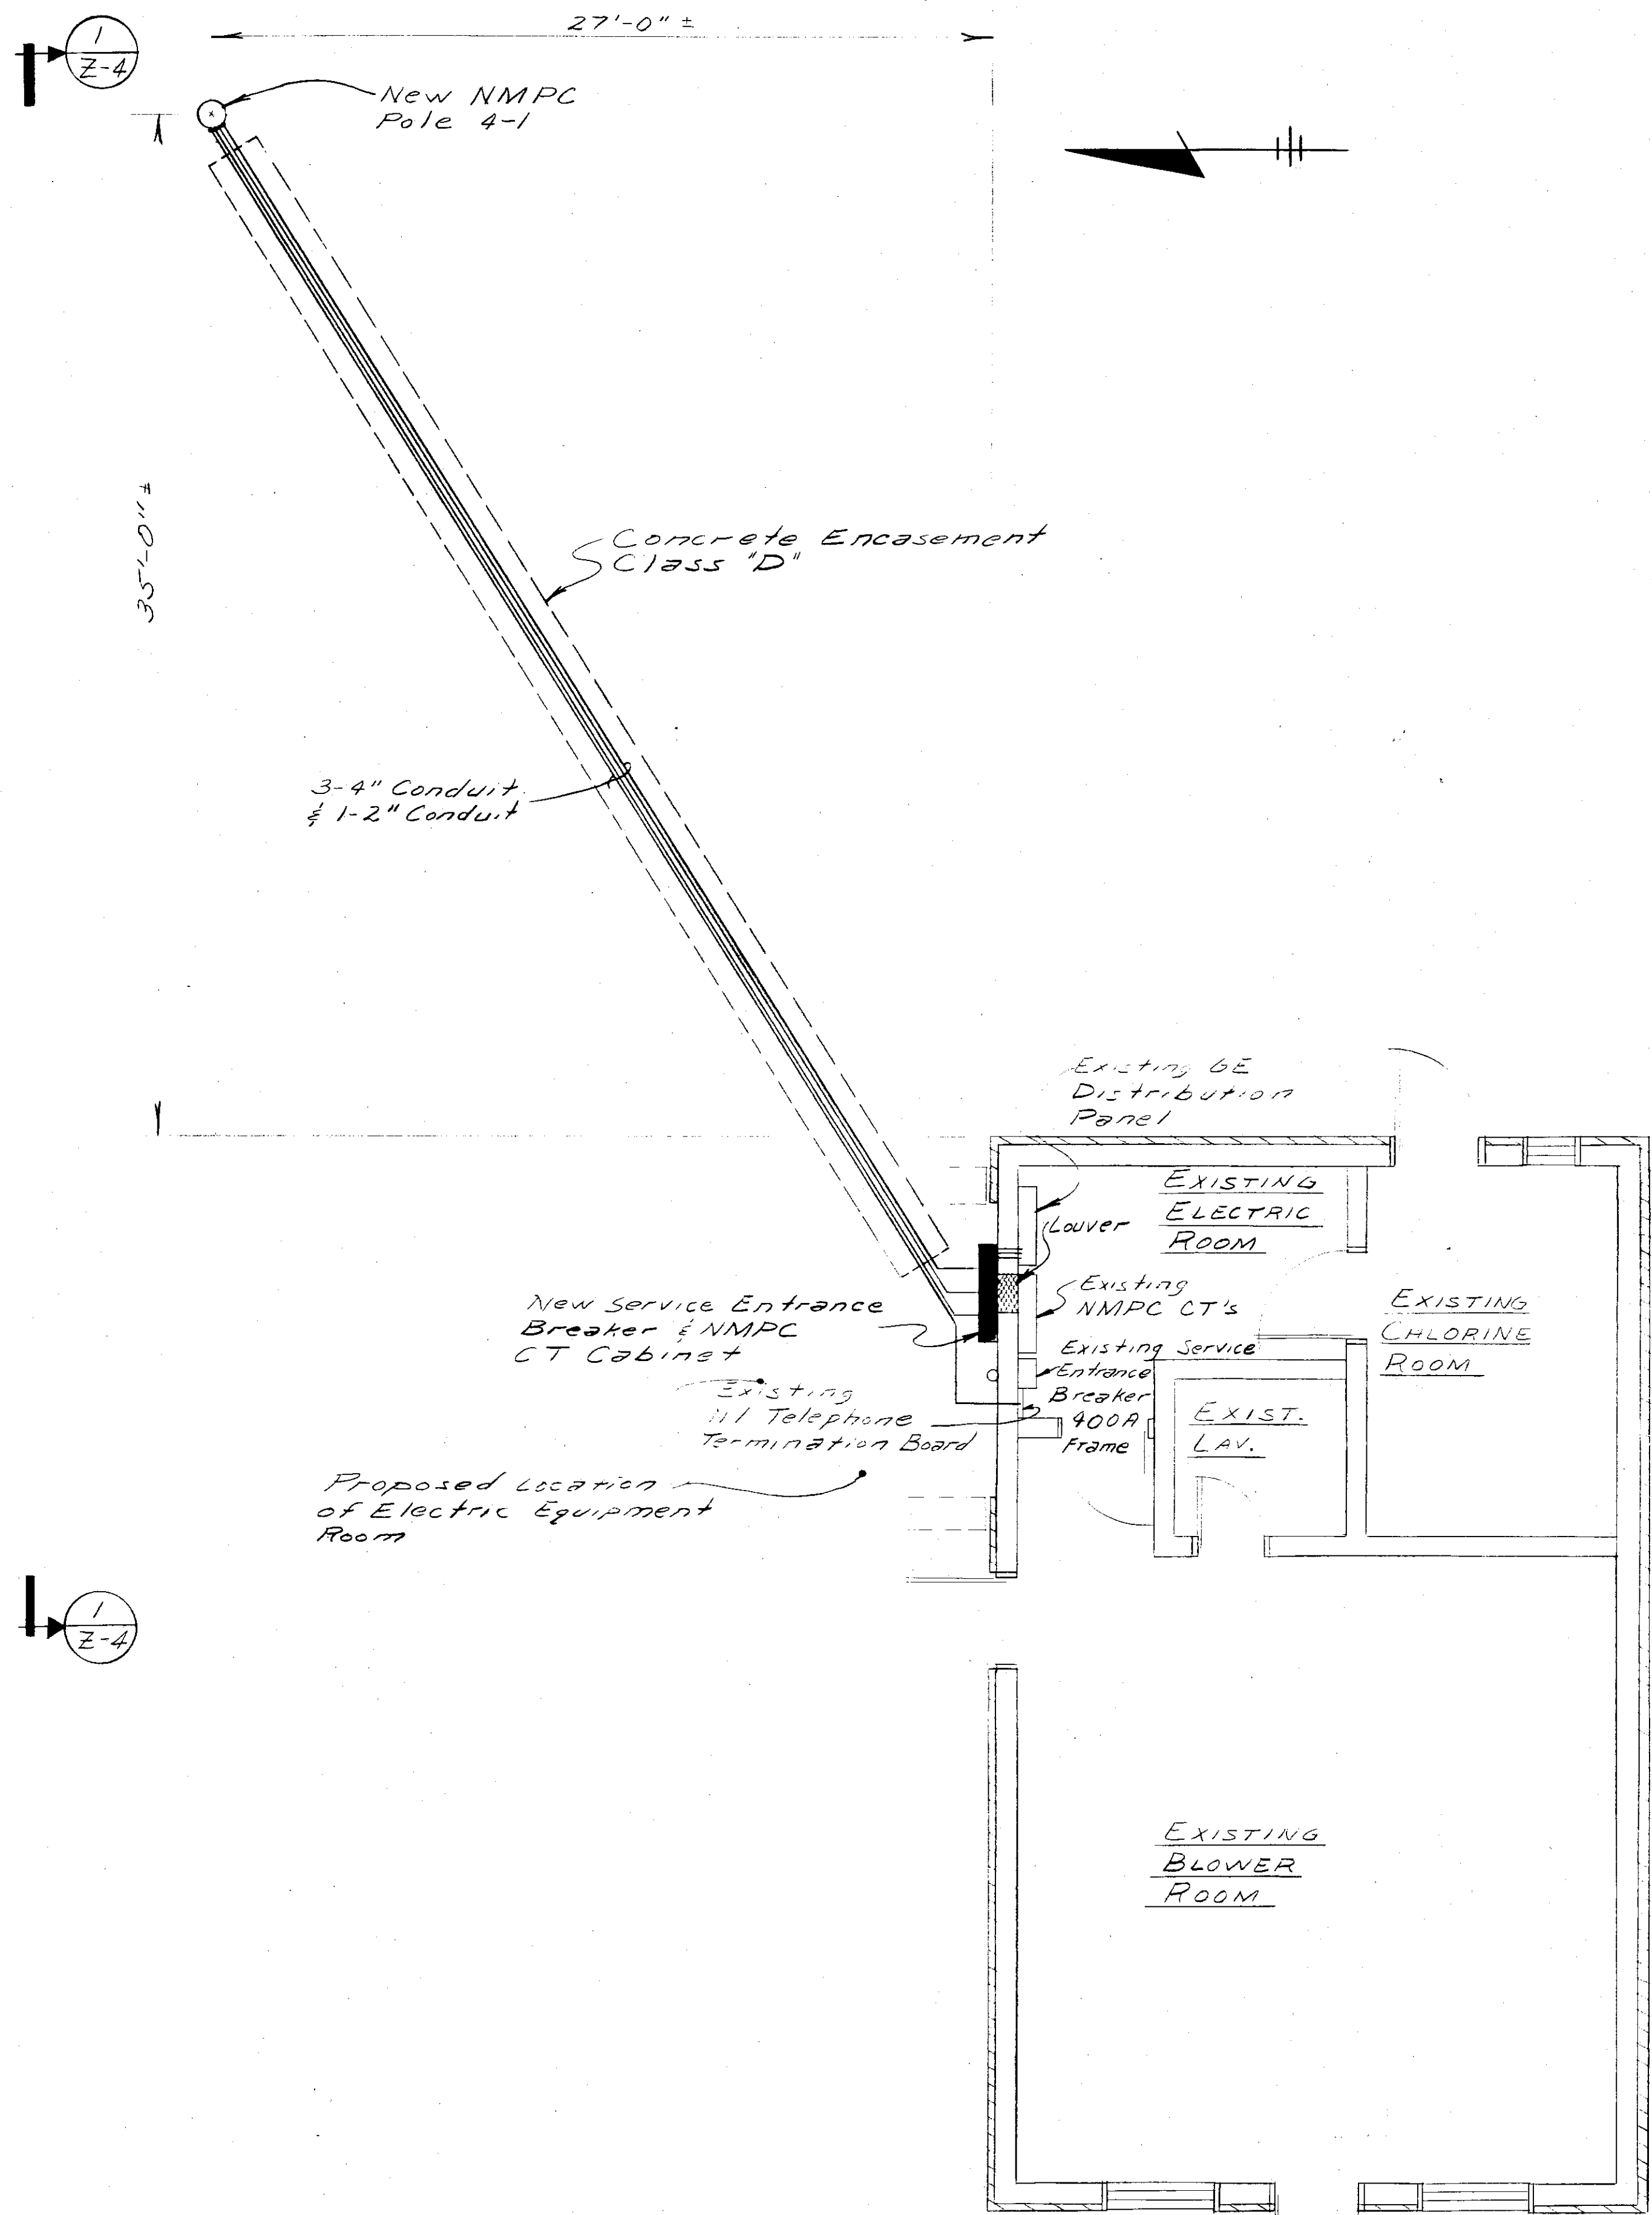 27'-0" ±
1
Z-4
New NMPC
Pole 4-1
35'-0" ±
Concrete Encasement
Class "D"
3-4" Conduit
& 1-2" Conduit
Existing GE
Distribution
Panel
EXISTING
ELECTRIC
ROOM
Louver
Existing
NMPC CT's
New Service Entrance
Breaker & NMPC
CT Cabinet
EXISTING
CHLORINE
ROOM
Existing Service
Entrance
Breaker
400A
Frame
Existing
Telephone
Termination Board
EXIST.
LAV.
Proposed Location
of Electric Equipment
Room
1
Z-4
EXISTING
BLOWER
ROOM